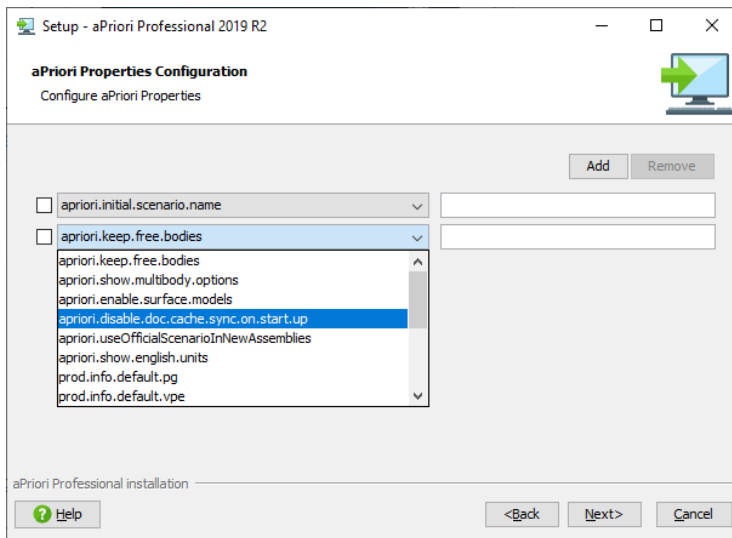 Setup - aPriori Professional 2019 R2
aPriori Properties Configuration
Configure aPriori Properties
Add Remove
apriori.initial.scenario.name
apriori.keep.free.bodies
apriori.keep.free.bodies
apriori.show.multibody.options
apriori.enable.surface.models
apriori.disable.doc.cache.sync.on.start.up
apriori.useOfficialScenarioInNewAssemblies
apriori.show.english.units
prod.info.default.pg
prod.info.default.vpe
aPriori Professional installation
? Help <Back Next> Cancel